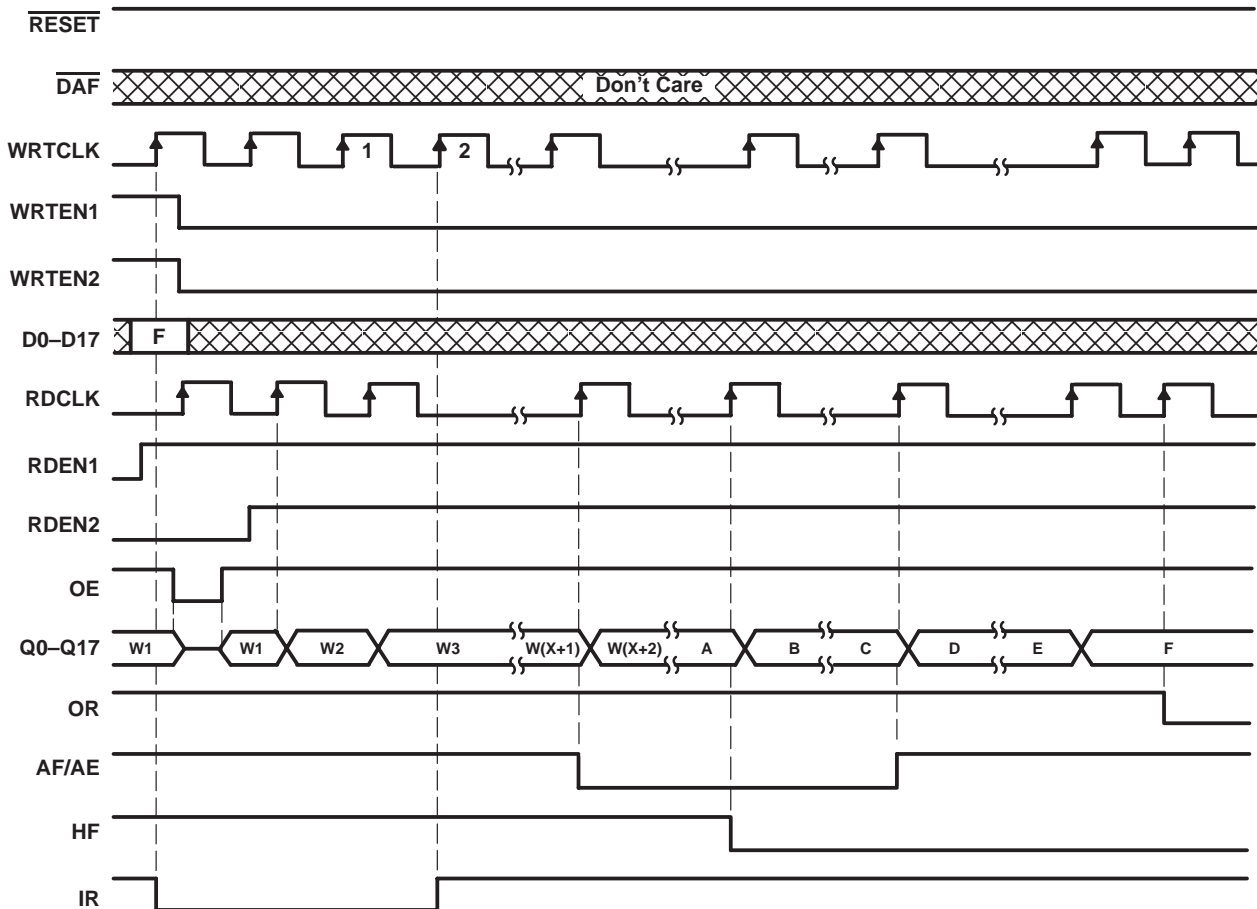 RESET
DAF
Don't Care
WRTCLK
1 2
WRTEN1
WRTEN2
D0–D17
F
RDCLK
RDEN1
RDEN2
OE
Q0–Q17
W1 W1 W2 W3 W(X+1) W(X+2) A B C D E F
OR
AF/AE
HF
IR